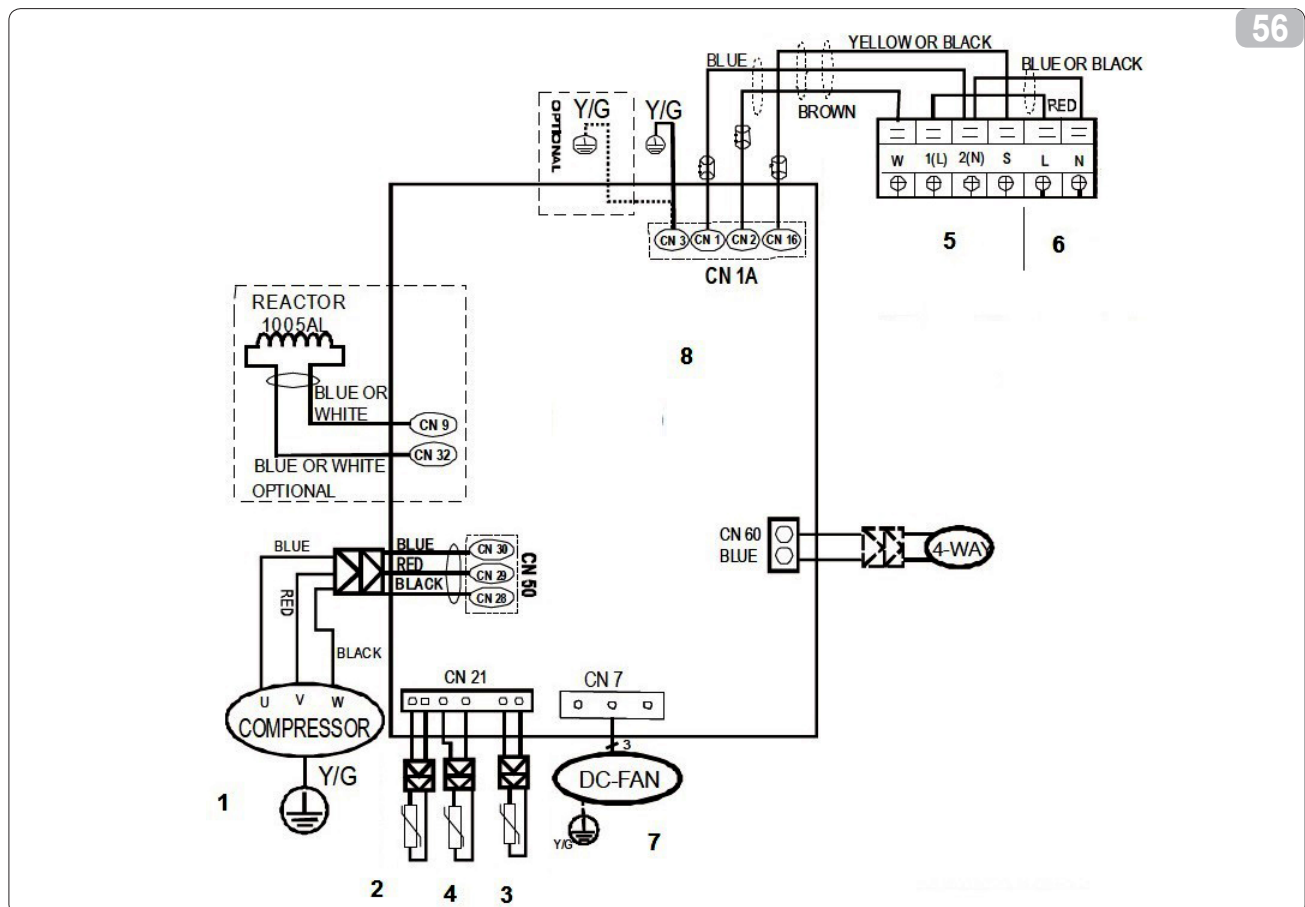 56
YELLOW OR BLACK
BLUE
BLUE OR BLACK
OPTIONAL
Y/G
Y/G
BROWN
RED
W 1(L) 2(N) S L N
5
6
CN 3 CN 1 CN 2 CN 16
CN 1A
REACTOR
1005AL
8
BLUE OR
WHITE
CN 9
BLUE OR WHITE
CN 32
OPTIONAL
CN 60
BLUE
4-WAY
BLUE
BLUE
CN 30
RED
CN 29
BLACK
CN 28
CN 50
RED
BLACK
CN 21
CN 7
U V W
COMPRESSOR
3
Y/G
DC-FAN
1
Y/G
7
2
4
3